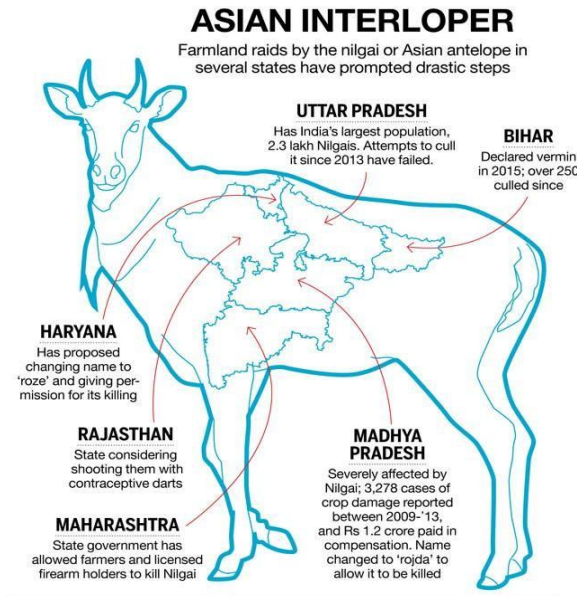 ASIAN INTERLOPER
Farmland raids by the nilgai or Asian antelope in
several states have prompted drastic steps
UTTAR PRADESH
Has India's largest population,
2.3 lakh Nilgais. Attempts to cull
it since 2013 have failed.
BIHAR
Declared vermin
in 2015; over 250
culled since
HARYANA
Has proposed
changing name to
'roze' and giving per-
mission for its killing
RAJASTHAN
State considering
shooting them with
contraceptive darts
MAHARASHTRA
State government has
allowed farmers and licensed
firearm holders to kill Nilgai
MADHYA
PRADESH
Severely affected by
Nilgai; 3,278 cases of
crop damage reported
between 2009-'13,
and Rs 1.2 crore paid in
compensation. Name
changed to 'rojda' to
allow it to be killed